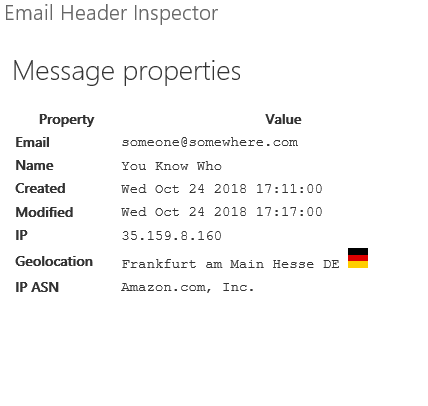 Email Header Inspector
Message properties
Property Value
Email someone@somewhere.com
Name You Know Who
Created Wed Oct 24 2018 17:11:00
Modified Wed Oct 24 2018 17:17:00
IP 35.159.8.160
Geolocation Frankfurt am Main Hesse DE
IP ASN Amazon.com, Inc.